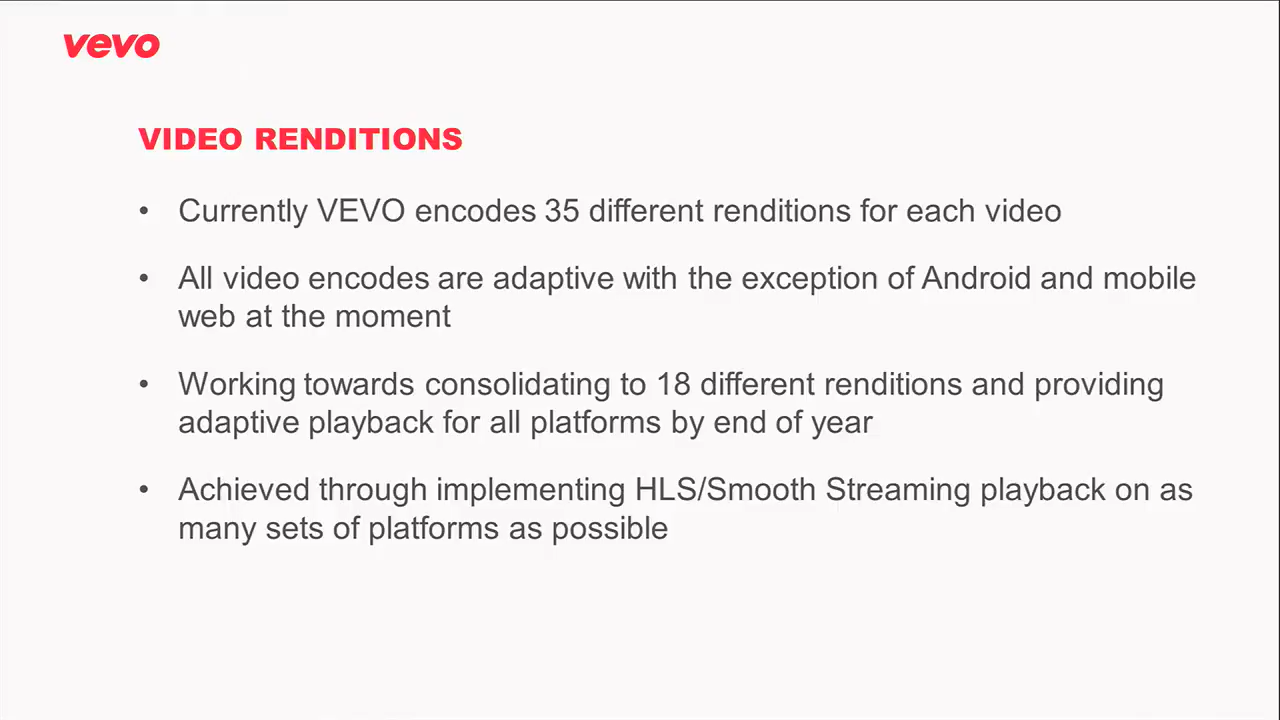 vevo
VIDEO RENDITIONS
• Currently VEVO encodes 35 different renditions for each video
• All video encodes are adaptive with the exception of Android and mobile
web at the moment
• Working towards consolidating to 18 different renditions and providing
adaptive playback for all platforms by end of year
• Achieved through implementing HLS/Smooth Streaming playback on as
many sets of platforms as possible